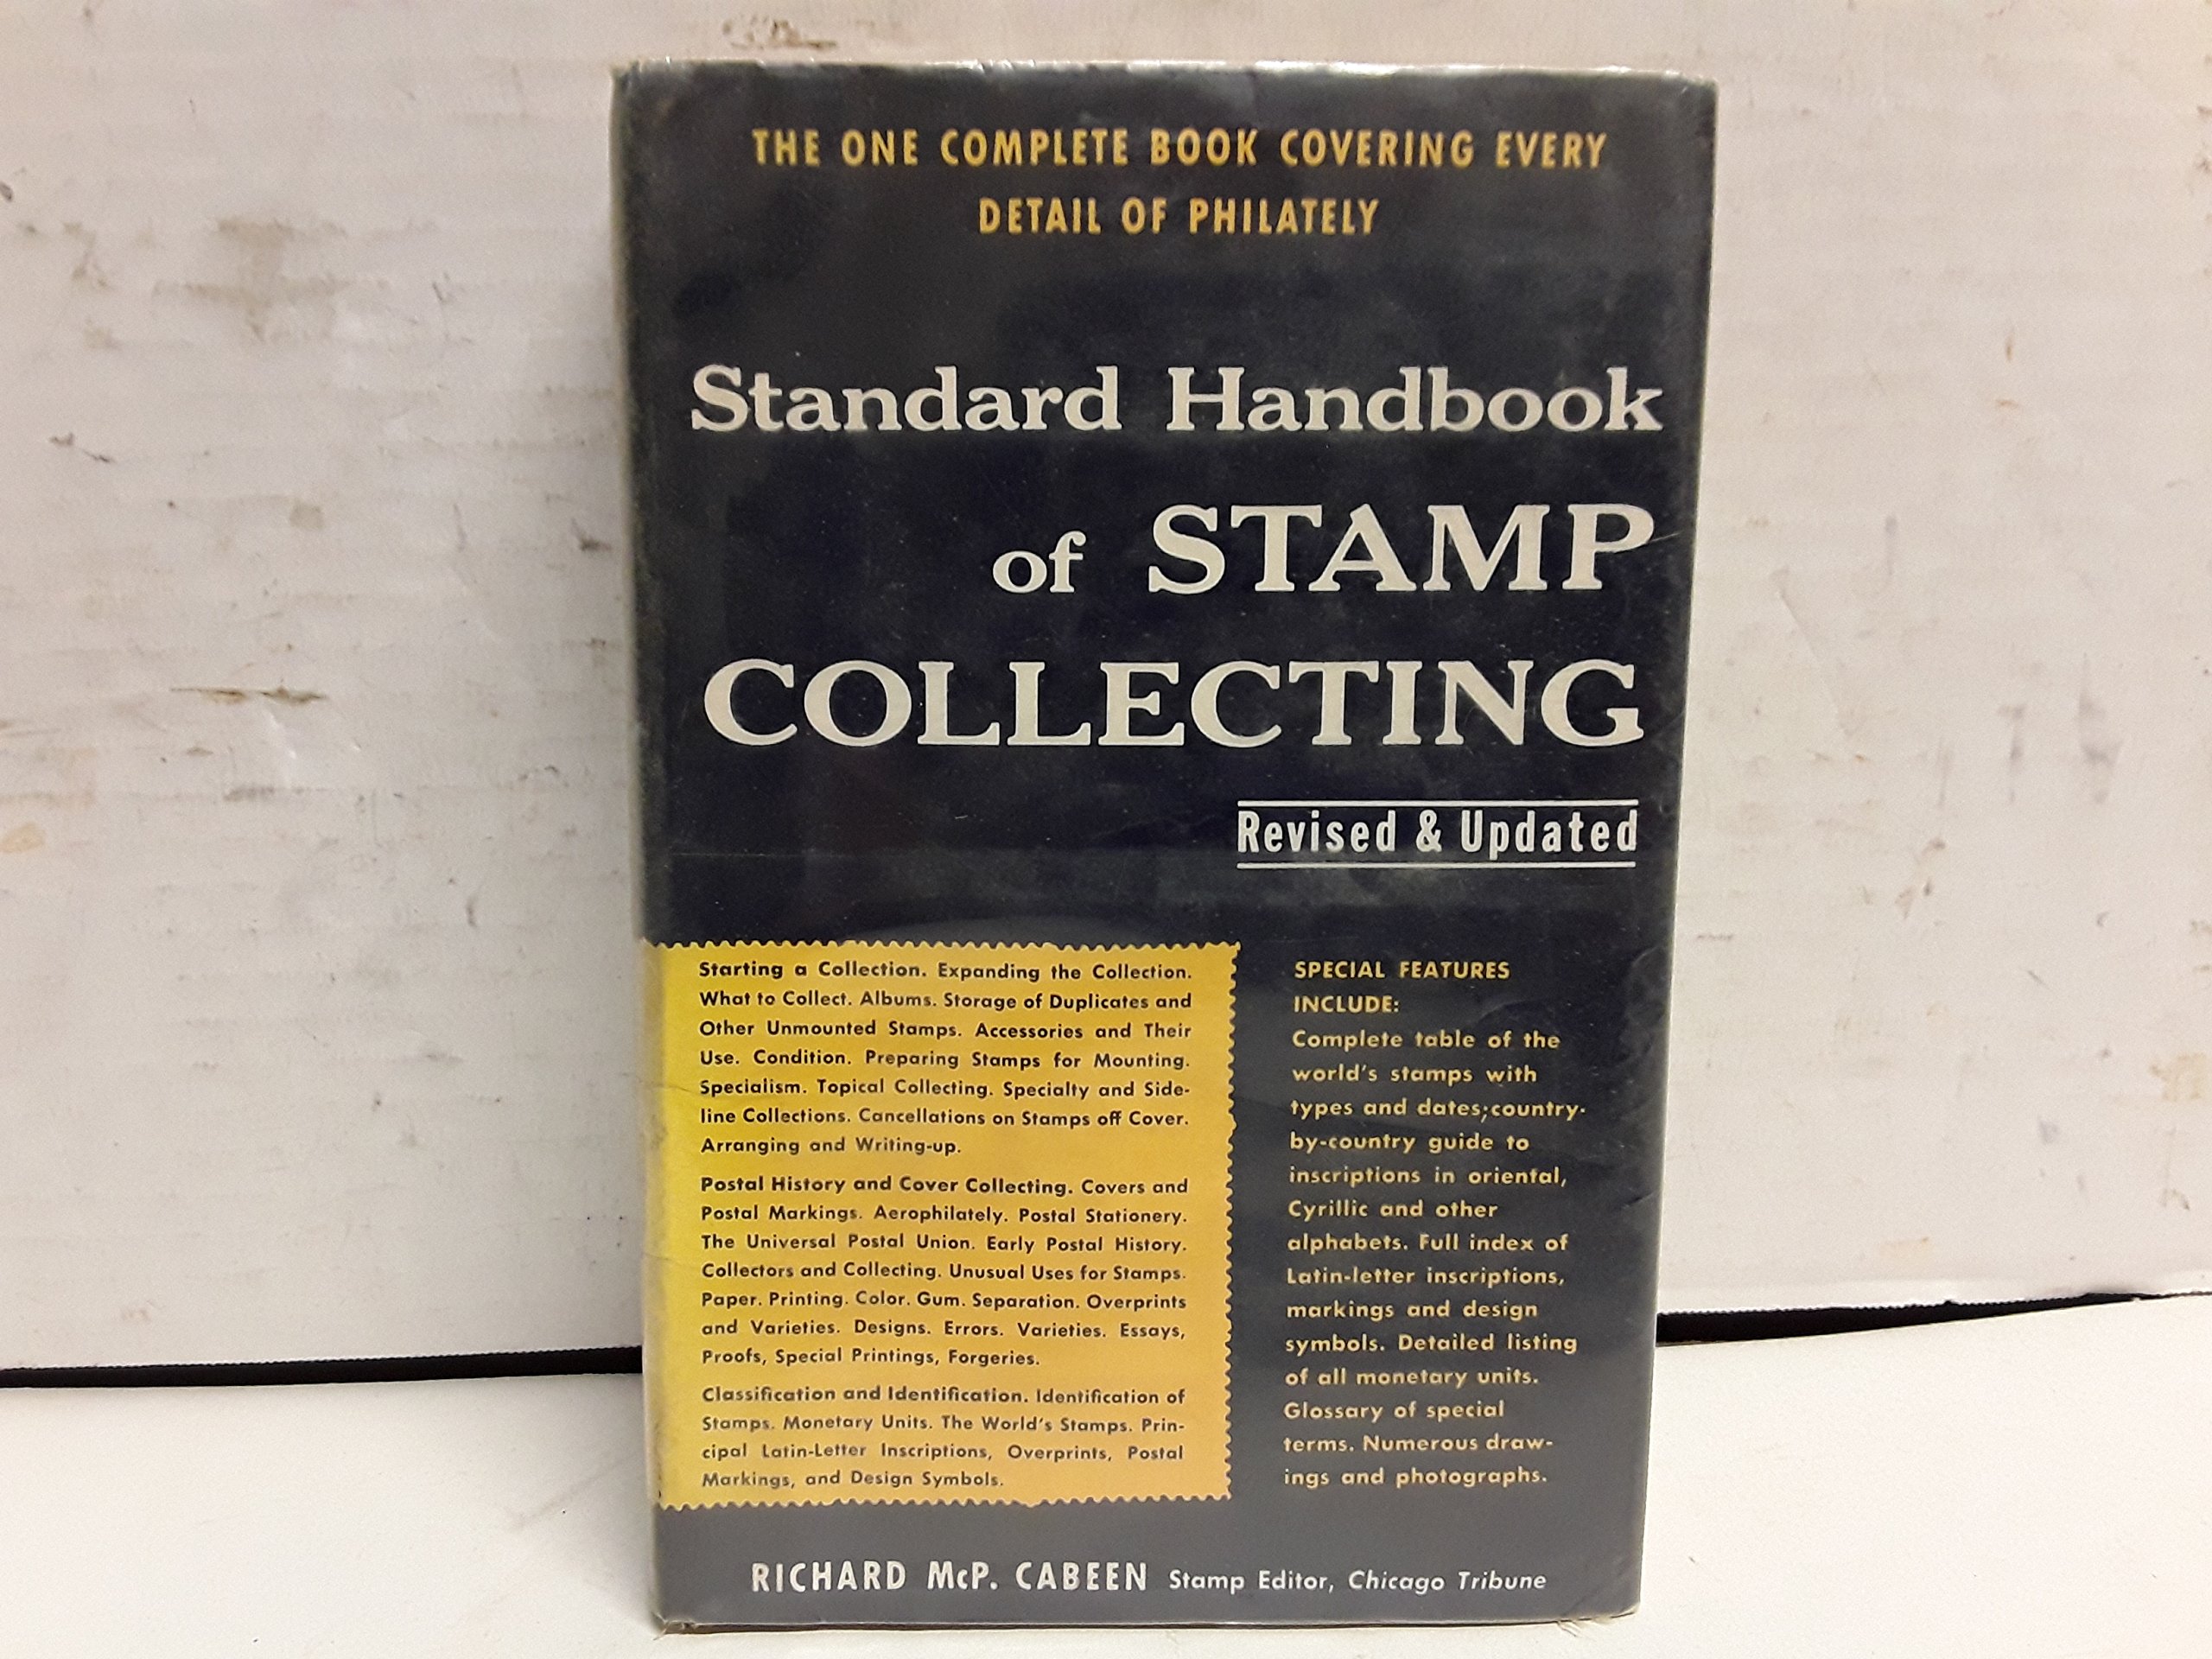 THE ONE COMPLETE BOOK COVERING EVERY
DETAIL OF PHILATELY
Standard Handbook
of STAMP
COLLECTING
Revised & Updated
Starting a Collection. Expanding the Collection.
What to Collect. Albums. Storage of Duplicates and
Other Unmounted Stamps. Accessories and Their
Use. Condition. Preparing Stamps for Mounting.
Specialism. Topical Collecting. Specialty and Side-
line Collections. Cancellations on Stamps off Cover.
Arranging and Writing-up.
Postal History and Cover Collecting. Covers and
Postal Markings. Aerophilately. Postal Stationery.
The Universal Postal Union. Early Postal History.
Collectors and Collecting. Unusual Uses for Stamps.
Paper. Printing. Color. Gum. Separation. Overprints
and Varieties. Designs. Errors. Varieties. Essays,
Proofs, Special Printings, Forgeries.
Classification and Identification. Identification of
Stamps. Monetary Units. The World's Stamps. Prin-
cipal Latin-Letter Inscriptions, Overprints, Postal
Markings, and Design Symbols.
SPECIAL FEATURES
INCLUDE:
Complete table of the
world's stamps with
types and dates; country-
by-country guide to
inscriptions in oriental,
Cyrillic and other
alphabets. Full index of
Latin-letter inscriptions,
markings and design
symbols. Detailed listing
of all monetary units.
Glossary of special
terms. Numerous draw-
ings and photographs.
RICHARD McP. CABEEN Stamp Editor, Chicago Tribune